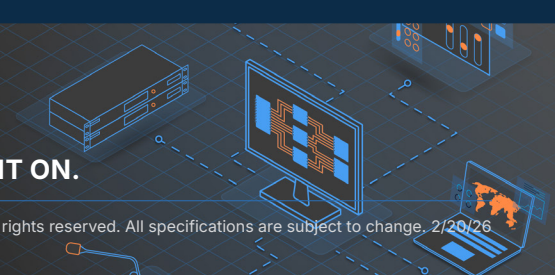 IT ON.
rights reserved. All specifications are subject to change. 2/20/26